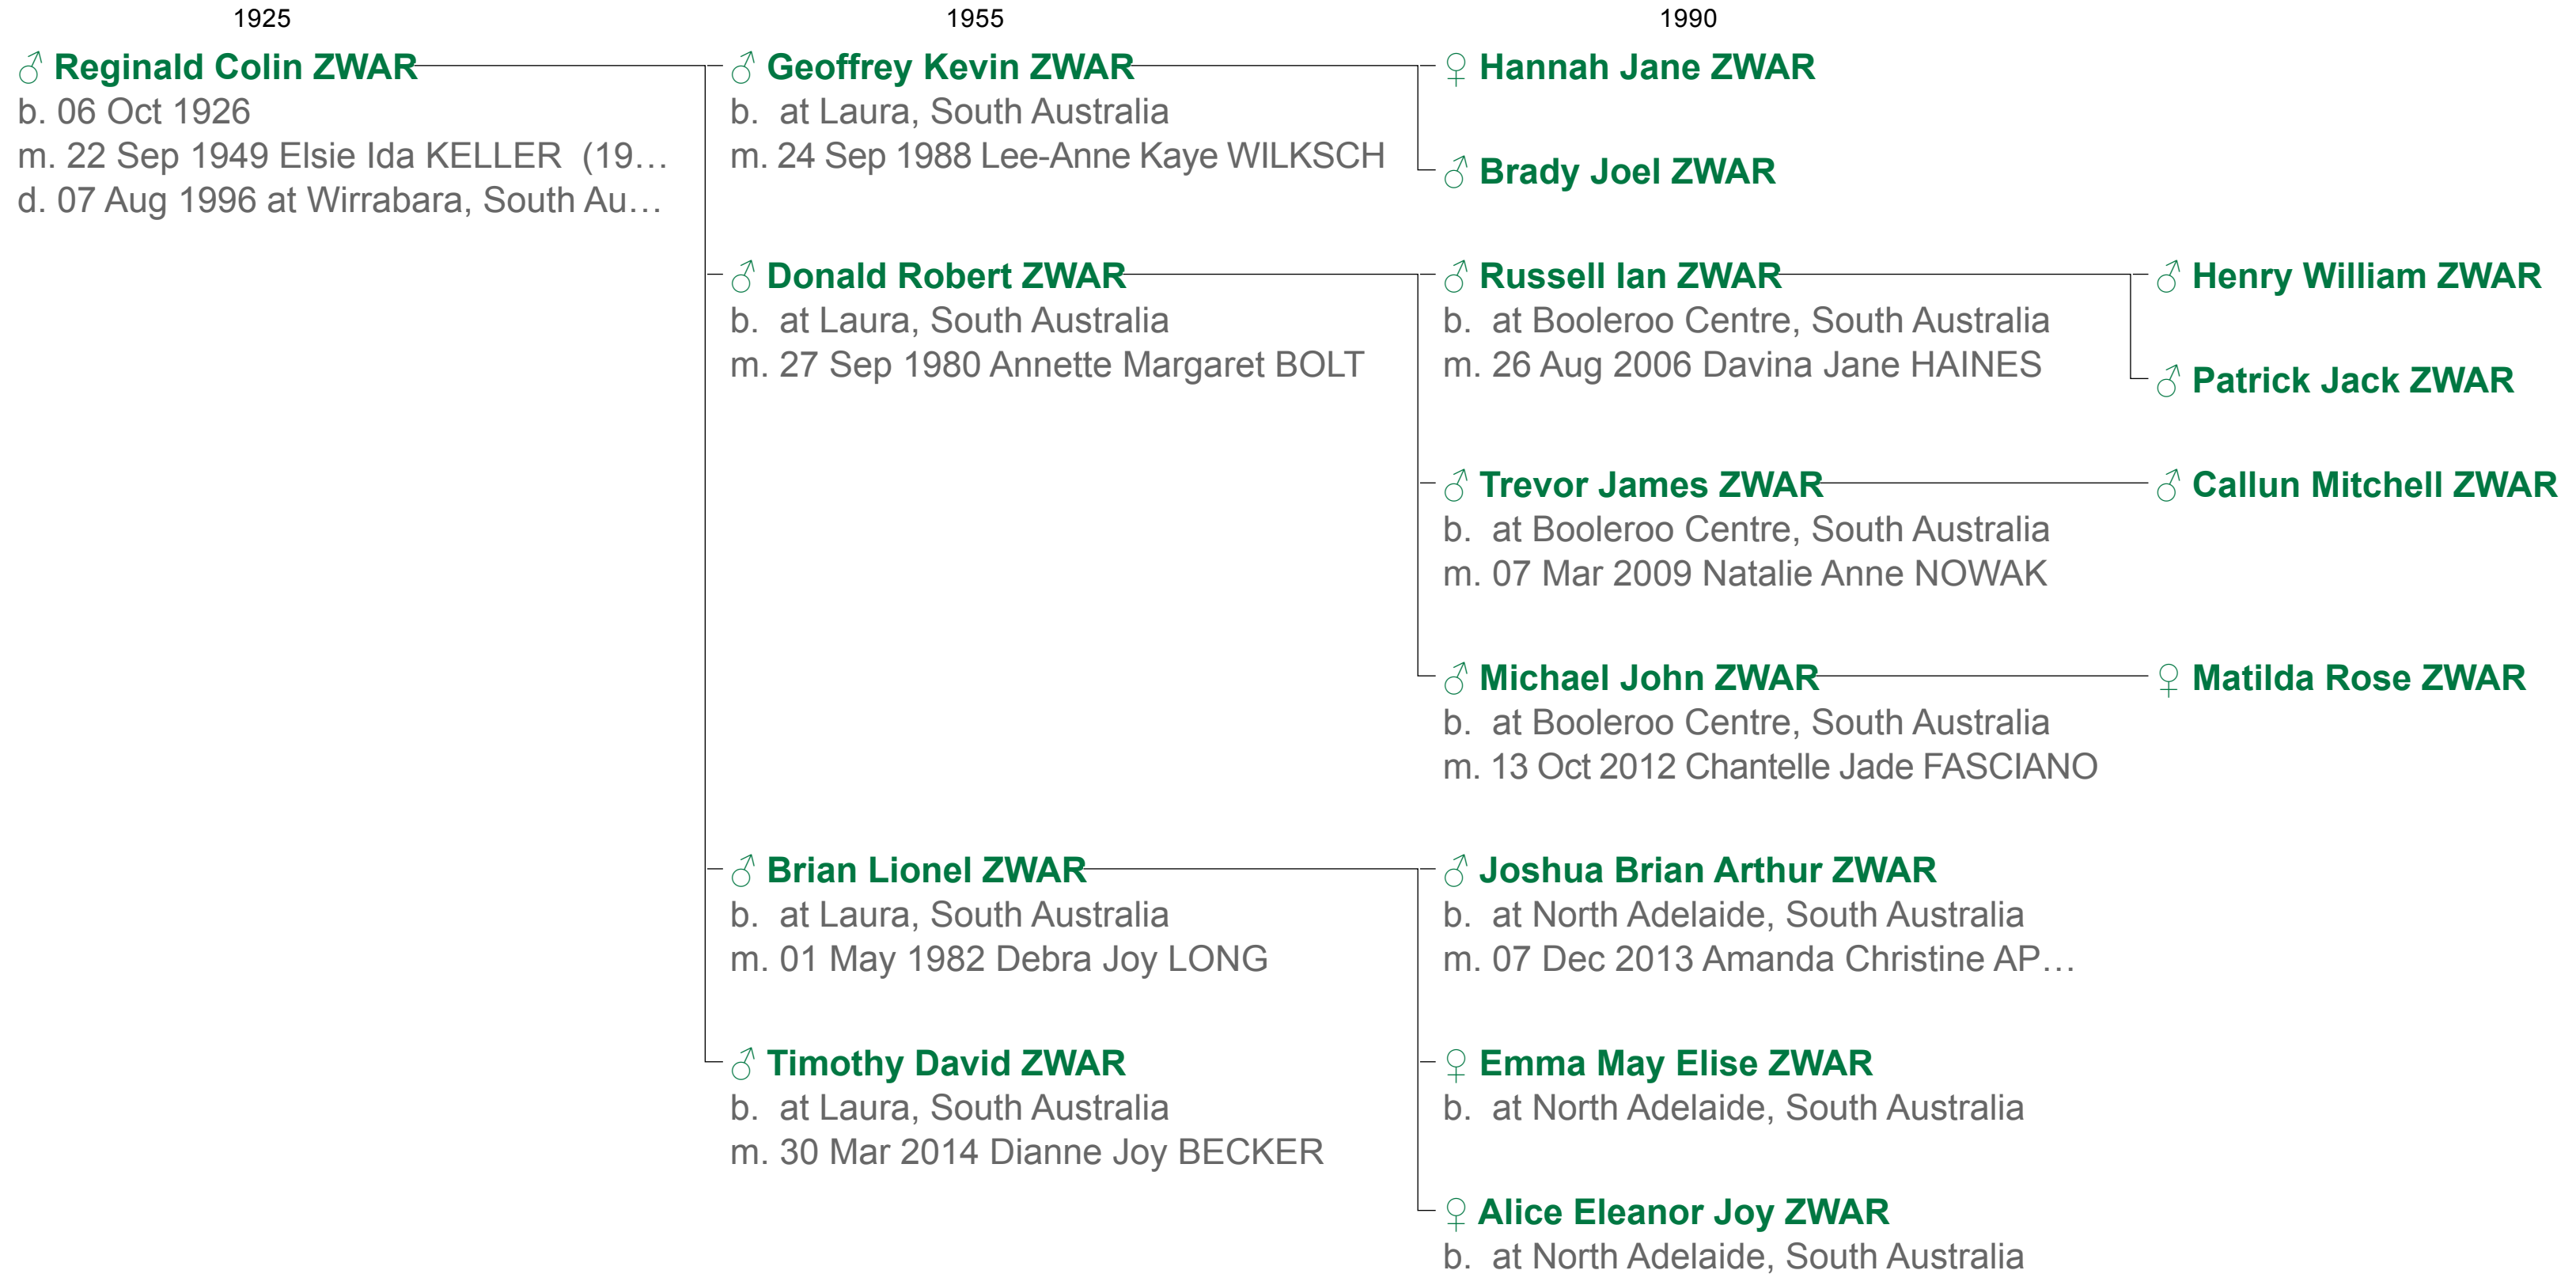 1925
1955
1990
♂ Reginald Colin ZWAR
b. 06 Oct 1926
m. 22 Sep 1949 Elsie Ida KELLER (19…
d. 07 Aug 1996 at Wirrabara, South Au…
♂ Geoffrey Kevin ZWAR
b. at Laura, South Australia
m. 24 Sep 1988 Lee-Anne Kaye WILKSCH
♀ Hannah Jane ZWAR
♂ Brady Joel ZWAR
♂ Donald Robert ZWAR
b. at Laura, South Australia
m. 27 Sep 1980 Annette Margaret BOLT
♂ Russell Ian ZWAR
b. at Booleroo Centre, South Australia
m. 26 Aug 2006 Davina Jane HAINES
♂ Henry William ZWAR
♂ Patrick Jack ZWAR
♂ Trevor James ZWAR
b. at Booleroo Centre, South Australia
m. 07 Mar 2009 Natalie Anne NOWAK
♂ Callun Mitchell ZWAR
♂ Michael John ZWAR
b. at Booleroo Centre, South Australia
m. 13 Oct 2012 Chantelle Jade FASCIANO
♀ Matilda Rose ZWAR
♂ Brian Lionel ZWAR
b. at Laura, South Australia
m. 01 May 1982 Debra Joy LONG
♂ Joshua Brian Arthur ZWAR
b. at North Adelaide, South Australia
m. 07 Dec 2013 Amanda Christine AP…
♀ Emma May Elise ZWAR
b. at North Adelaide, South Australia
♀ Alice Eleanor Joy ZWAR
b. at North Adelaide, South Australia
♂ Timothy David ZWAR
b. at Laura, South Australia
m. 30 Mar 2014 Dianne Joy BECKER